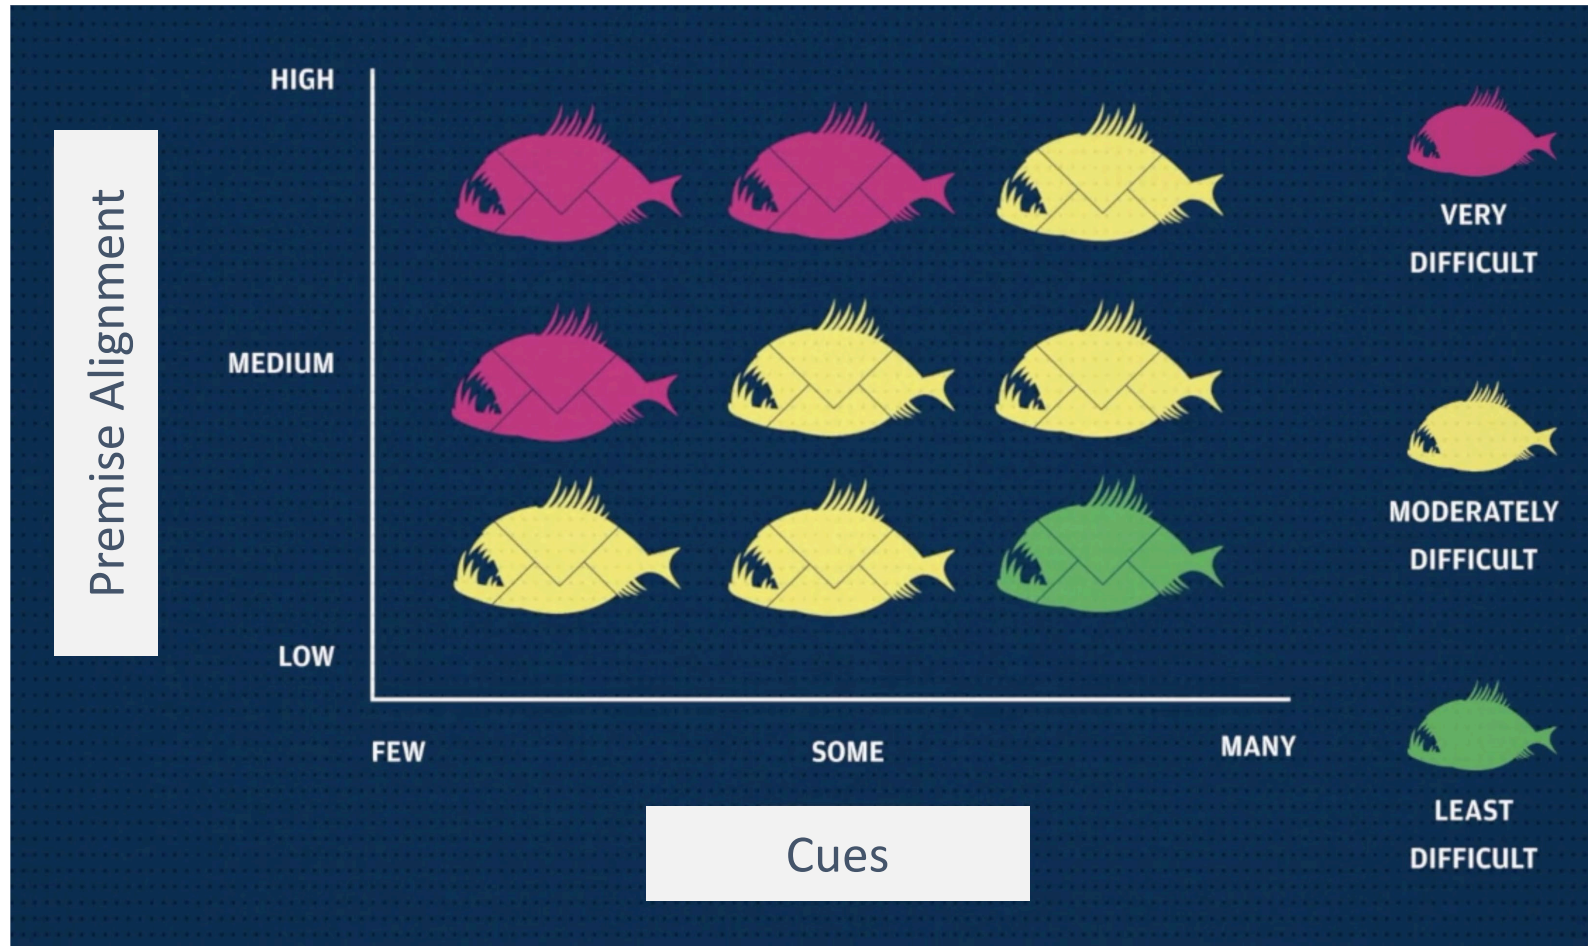 HIGH
Premise Alignment
MEDIUM
LOW
FEW
SOME
MANY
Cues
VERY
DIFFICULT
MODERATELY
DIFFICULT
LEAST
DIFFICULT